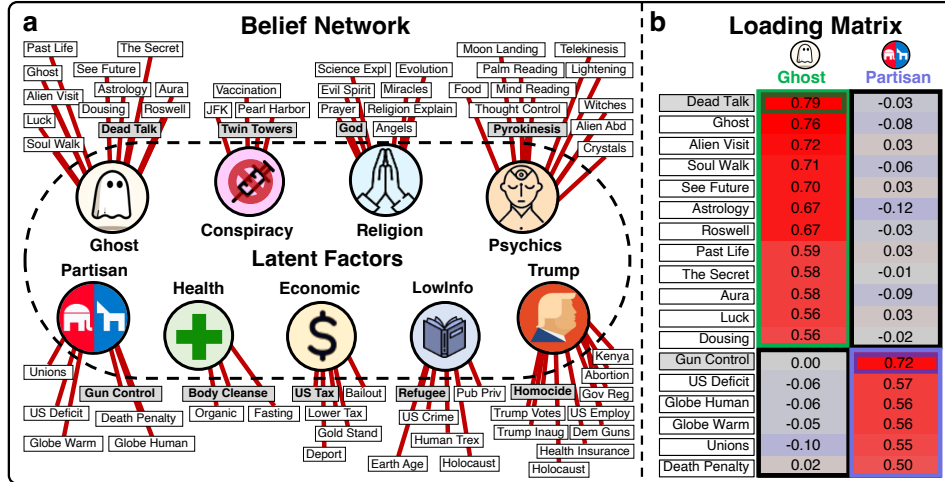 a
Belief Network
Past Life
The Secret
Ghost
See Future
Alien Visit
Astrology
Aura
Luck
Dousing
Roswell
Soul Walk
Dead Talk
Vaccination
JFK
Pearl Harbor
Twin Towers
Science Expl
Evolution
Evil Spirit
Miracles
Prayer
Religion Explain
God
Angels
Moon Landing
Telekinesis
Palm Reading
Lightening
Food
Mind Reading
Thought Control
Witches
Pyrokinesis
Alien Abd
Crystals
Ghost
Conspiracy
Religion
Psychics
Latent Factors
Partisan
Health
Economic
LowInfo
Trump
Unions
Gun Control
US Deficit
Death Penalty
Globe Warm
Globe Human
Body Cleanse
Organic
Fasting
US Tax
Bailout
Lower Tax
Gold Stand
Deport
Refugee
Pub Priv
US Crime
Human Trex
Earth Age
Holocaust
Kenya
Abortion
Homocide
Gov Reg
Trump Votes
US Employ
Trump Inaug
Dem Guns
Health Insurance
Holocaust
b
Loading Matrix
Ghost Partisan
Dead Talk 0.79 -0.03
Ghost 0.76 -0.08
Alien Visit 0.72 0.03
Soul Walk 0.71 -0.06
See Future 0.70 0.03
Astrology 0.67 -0.12
Roswell 0.67 -0.03
Past Life 0.59 0.03
The Secret 0.58 -0.01
Aura 0.58 -0.09
Luck 0.56 0.03
Dousing 0.56 -0.02
Gun Control 0.00 0.72
US Deficit -0.06 0.57
Globe Human -0.06 0.56
Globe Warm -0.05 0.56
Unions -0.10 0.55
Death Penalty 0.02 0.50